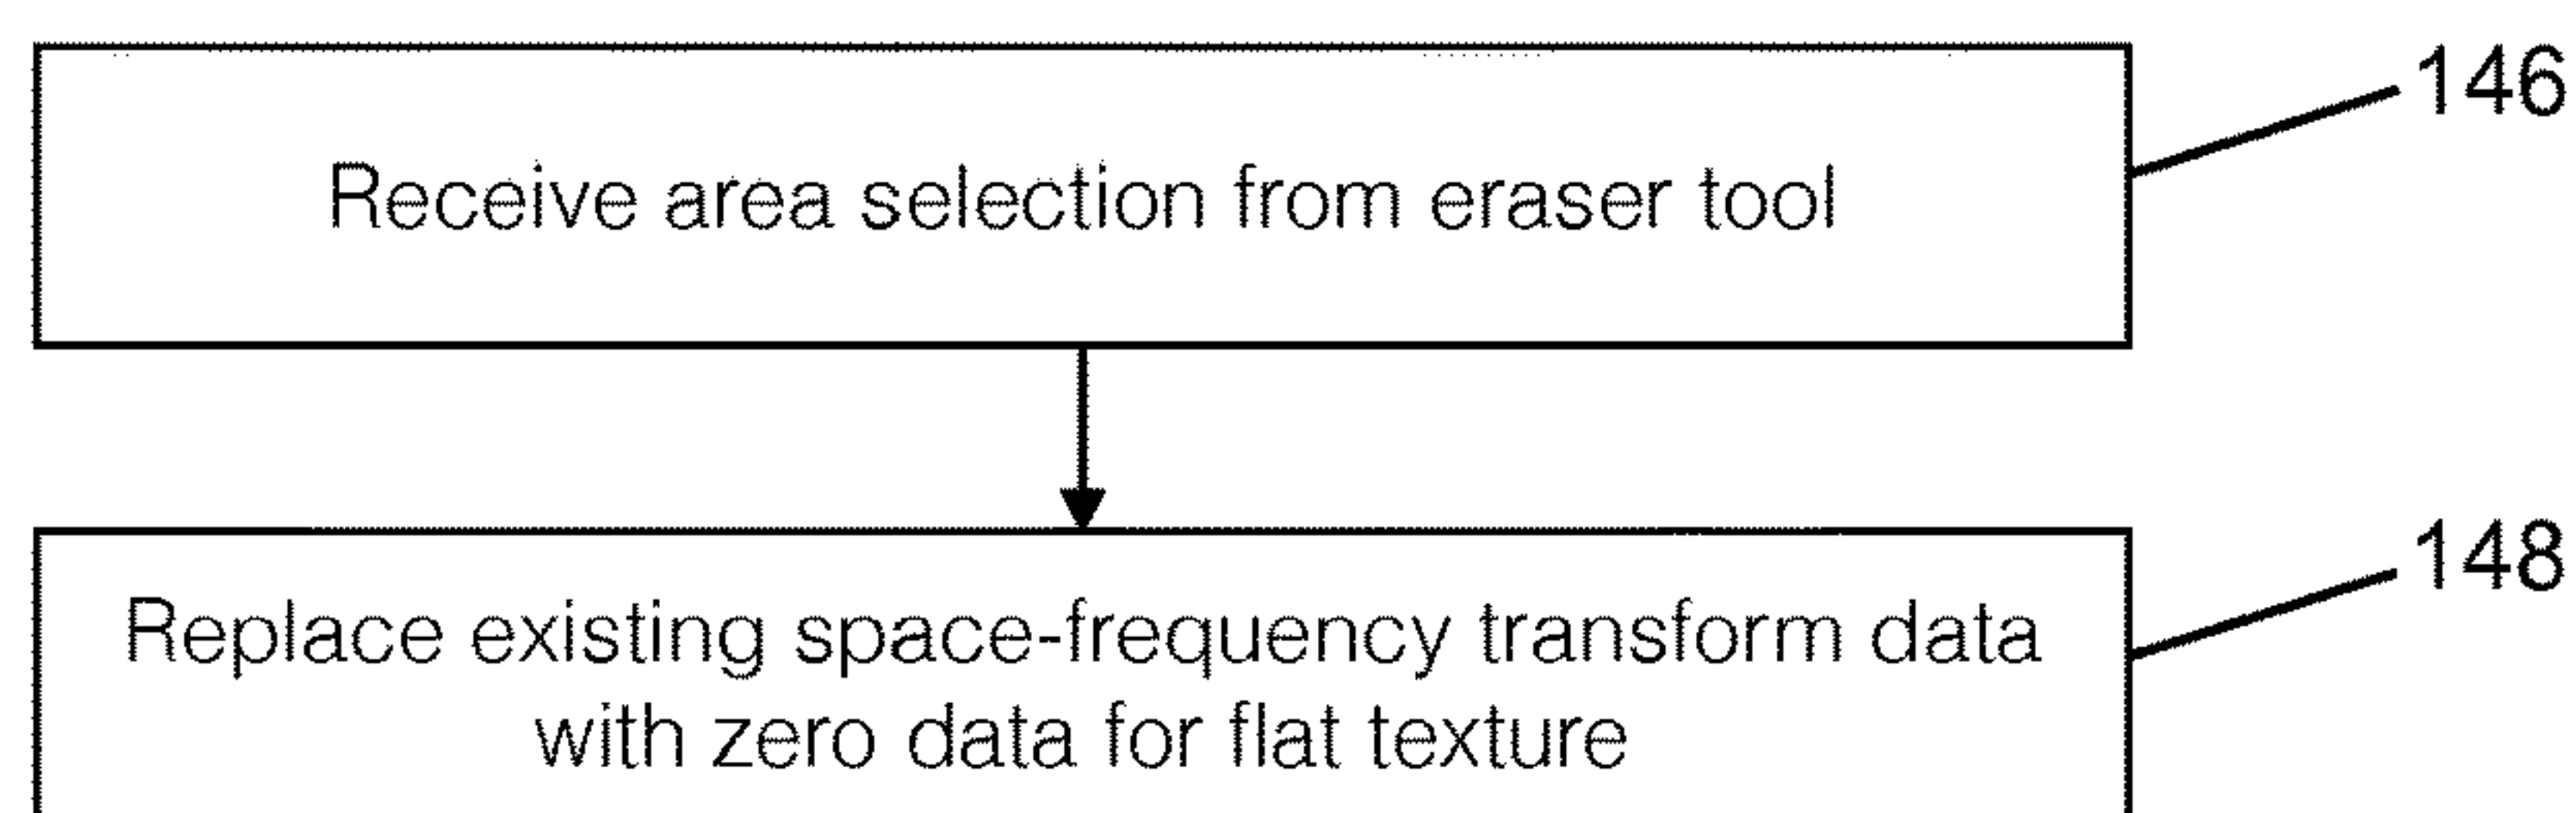 146
Receive area selection from eraser tool
148
Replace existing space-frequency transform data
with zero data for flat texture